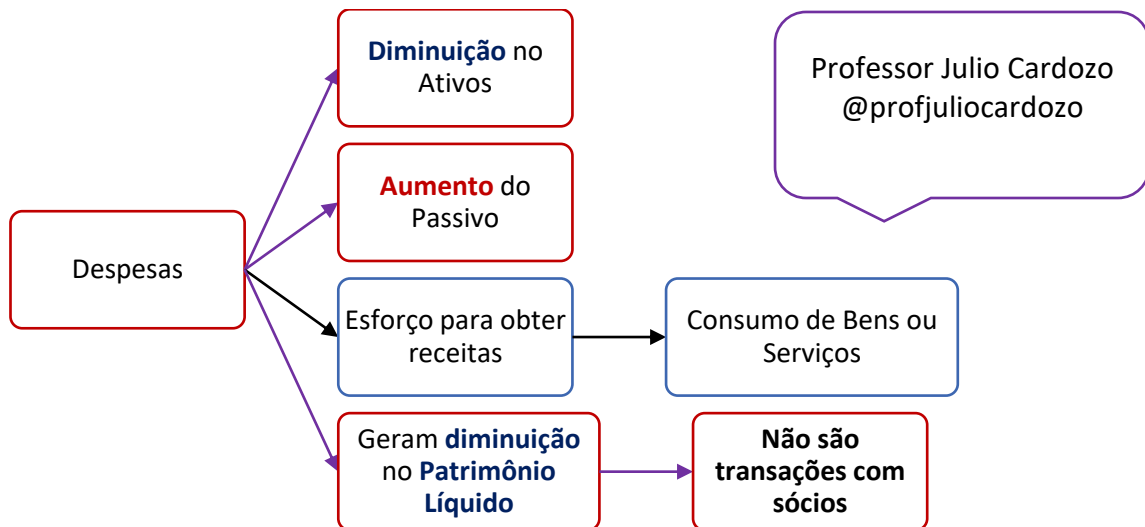 Diminuição no
Ativos
Professor Julio Cardozo
@profjuliocardozo
Aumento do
Passivo
Despesas
Esforço para obter
receitas
Consumo de Bens ou
Serviços
Geram diminuição
no Patrimônio
Líquido
Não são
transações com
sócios